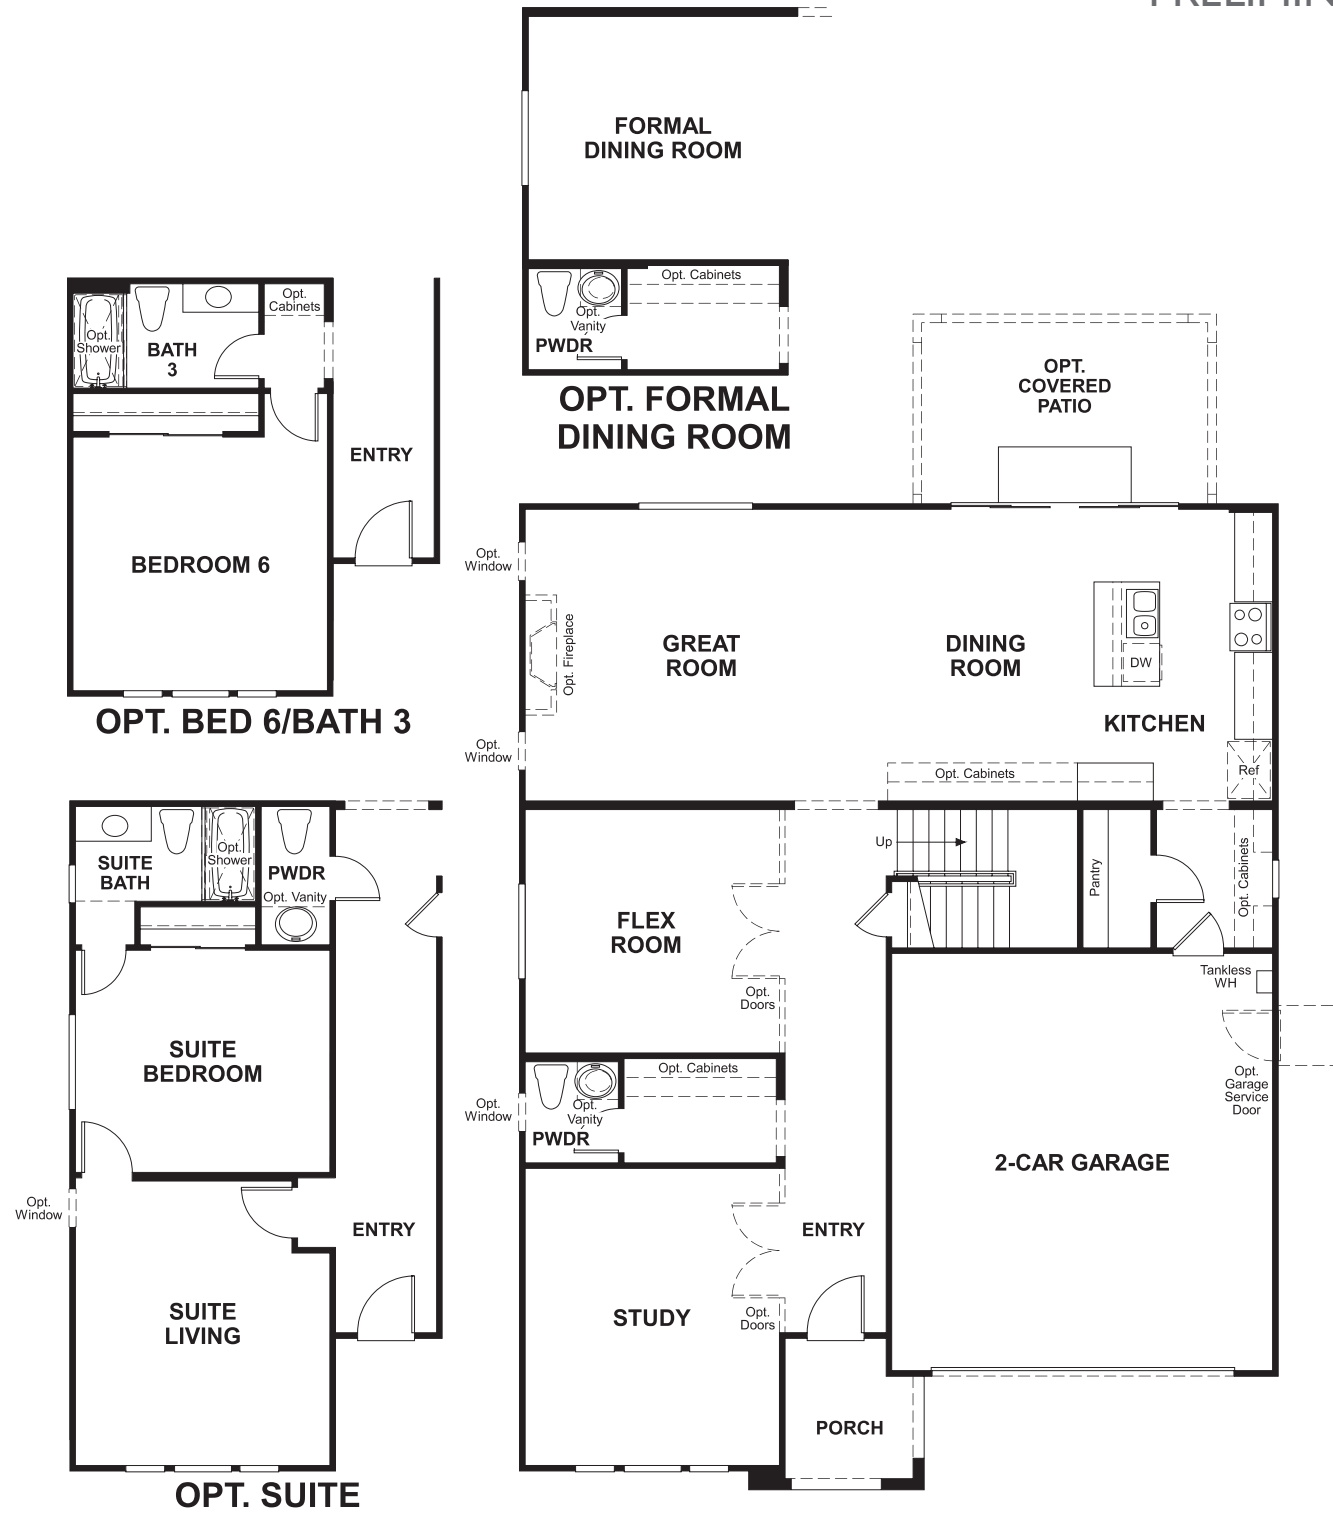 FORMAL
DINING ROOM
Opt. Cabinets
Opt.
Vanity
PWDR
OPT. FORMAL
DINING ROOM
Opt.
Cabinets
Opt.
Shower
BATH
3
ENTRY
BEDROOM 6
OPT. BED 6/BATH 3
OPT.
COVERED
PATIO
Opt.
Window
Opt. Fireplace
GREAT
ROOM
DINING
ROOM
DW
KITCHEN
Opt.
Window
Opt. Cabinets
Ref
Up
Pantry
Opt. Cabinets
FLEX
ROOM
Opt.
Doors
Tankless
WH
Opt.
Garage
Service
Door
Opt. Cabinets
Opt.
Window
Opt.
Vanity
PWDR
2-CAR GARAGE
ENTRY
STUDY
Opt.
Doors
PORCH
SUITE
BATH
Opt.
Shower
PWDR
Opt. Vanity
SUITE
BEDROOM
Opt.
Window
ENTRY
SUITE
LIVING
OPT. SUITE